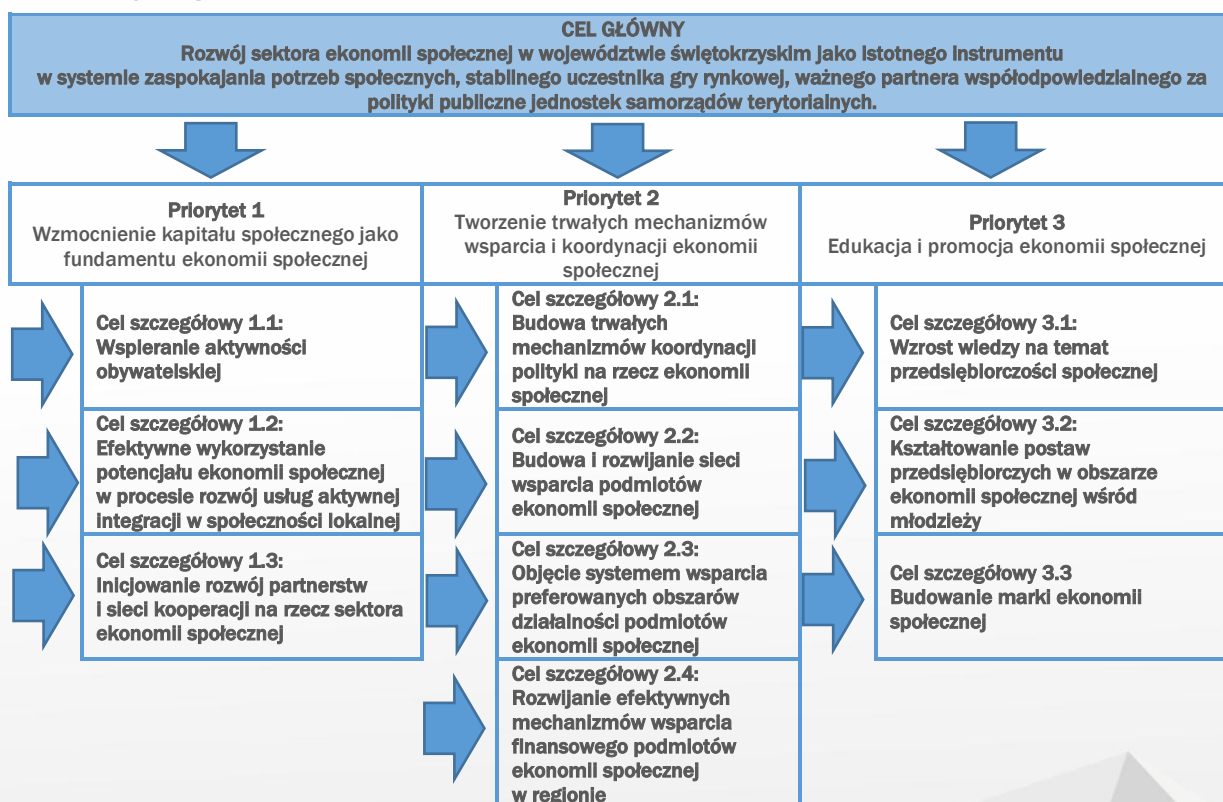 CEL GŁÓWNY
Rozwój sektora ekonomii społecznej w województwie świętokrzyskim jako istotnego instrumentu
w systemie zaspokajania potrzeb społecznych, stabilnego uczestnika gry rynkowej, ważnego partnera współodpowiedzialnego za
polityki publiczne jednostek samorządów terytorialnych.
Priorytet 1
Wzmocnienie kapitału społecznego jako
fundamentu ekonomii społecznej
Priorytet 2
Tworzenie trwałych mechanizmów
wsparcia i koordynacji ekonomii
społecznej
Priorytet 3
Edukacja i promocja ekonomii społecznej
Cel szczegółowy 1.1:
Wspieranie aktywności
obywatelskiej
Cel szczegółowy 2.1:
Budowa trwałych
mechanizmów koordynacji
polityki na rzecz ekonomii
społecznej
Cel szczegółowy 3.1:
Wzrost wiedzy na temat
przedsiębiorczości społecznej
Cel szczegółowy 1.2:
Efektywne wykorzystanie
potencjału ekonomii społecznej
w procesie rozwój usług aktywnej
integracji w społeczności lokalnej
Cel szczegółowy 2.2:
Budowa i rozwijanie sieci
wsparcia podmiotów
ekonomii społecznej
Cel szczegółowy 3.2:
Kształtowanie postaw
przedsiębiorczych w obszarze
ekonomii społecznej wśród
młodzieży
Cel szczegółowy 1.3:
Inicjowanie rozwój partnerstw
i sieci kooperacji na rzecz sektora
ekonomii społecznej
Cel szczegółowy 2.3:
Objęcie systemem wsparcia
preferowanych obszarów
działalności podmiotów
ekonomii społecznej
Cel szczegółowy 3.3
Budowanie marki ekonomii
społecznej
Cel szczegółowy 2.4:
Rozwijanie efektywnych
mechanizmów wsparcia
finansowego podmiotów
ekonomii społecznej
w regionie